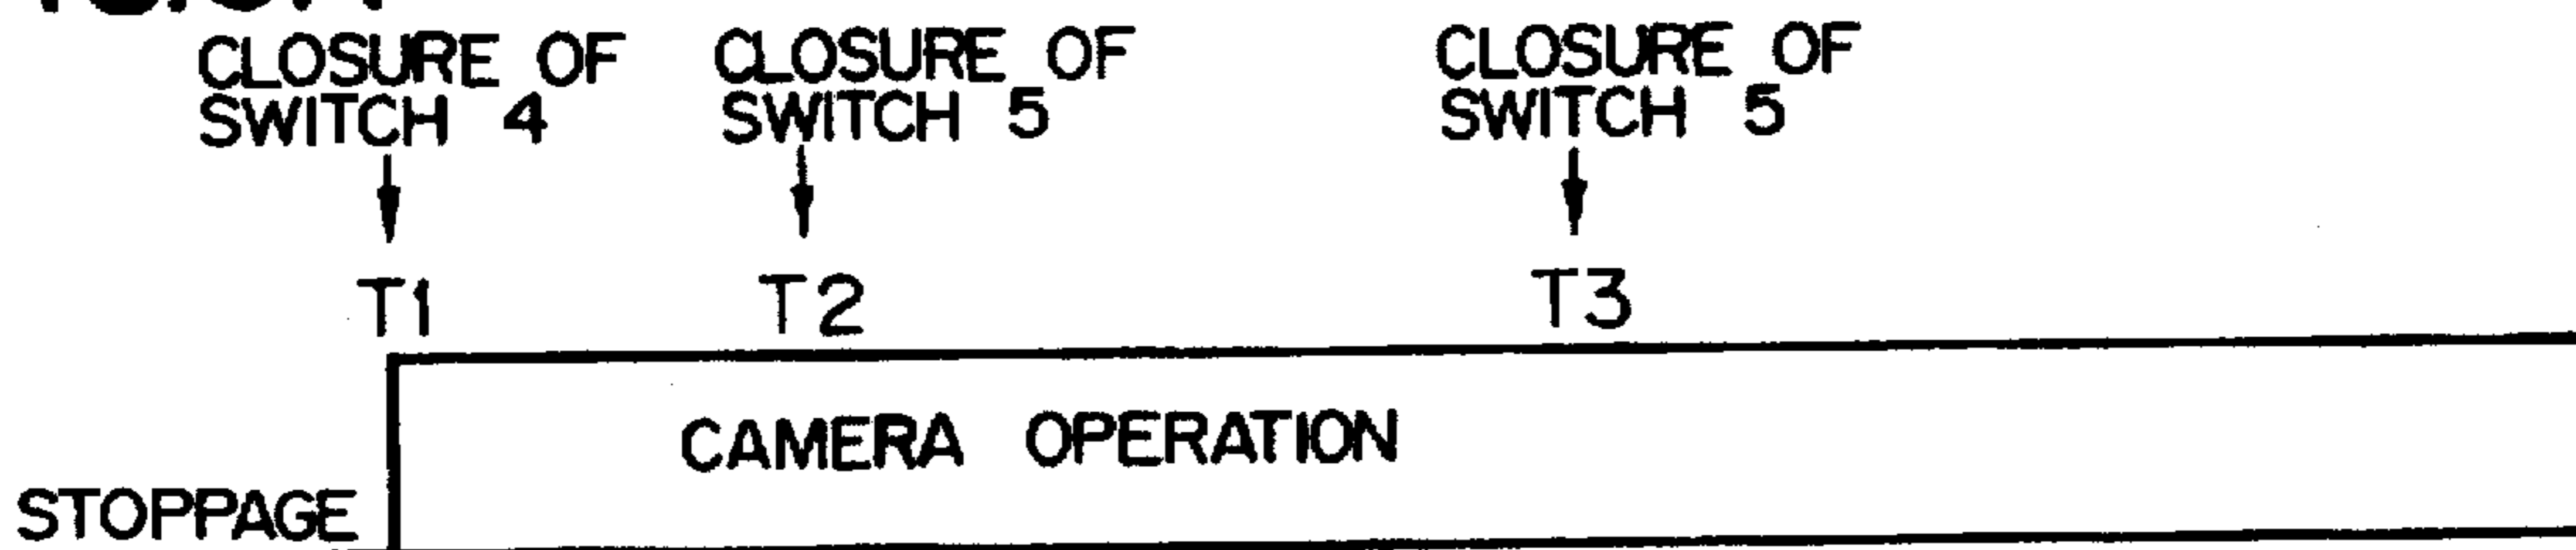 CLOSURE OF
SWITCH 4
CLOSURE OF
SWITCH 5
CLOSURE OF
SWITCH 5
T1
T2
T3
CAMERA OPERATION
STOPPAGE